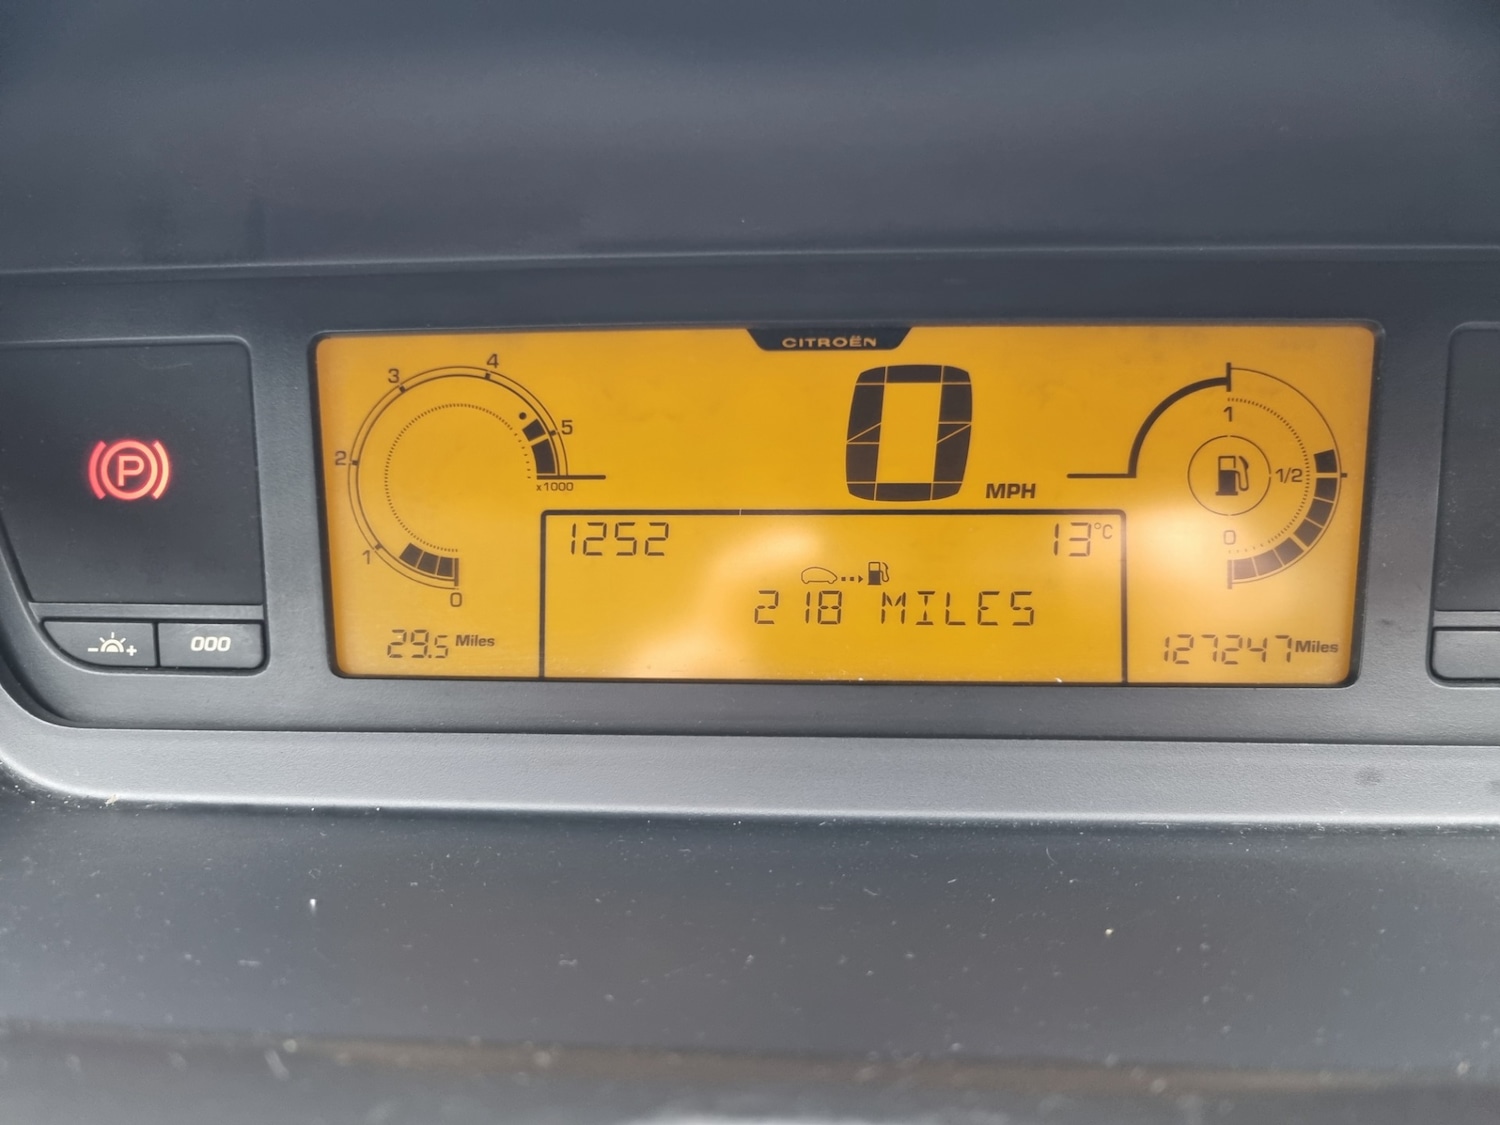 CITROËN
4
3
5
2
x1000
1
0
0
MPH
1
1/2
0
P
1252
13°C
218 MILES
29.5 Miles
127247 Miles
- +
000